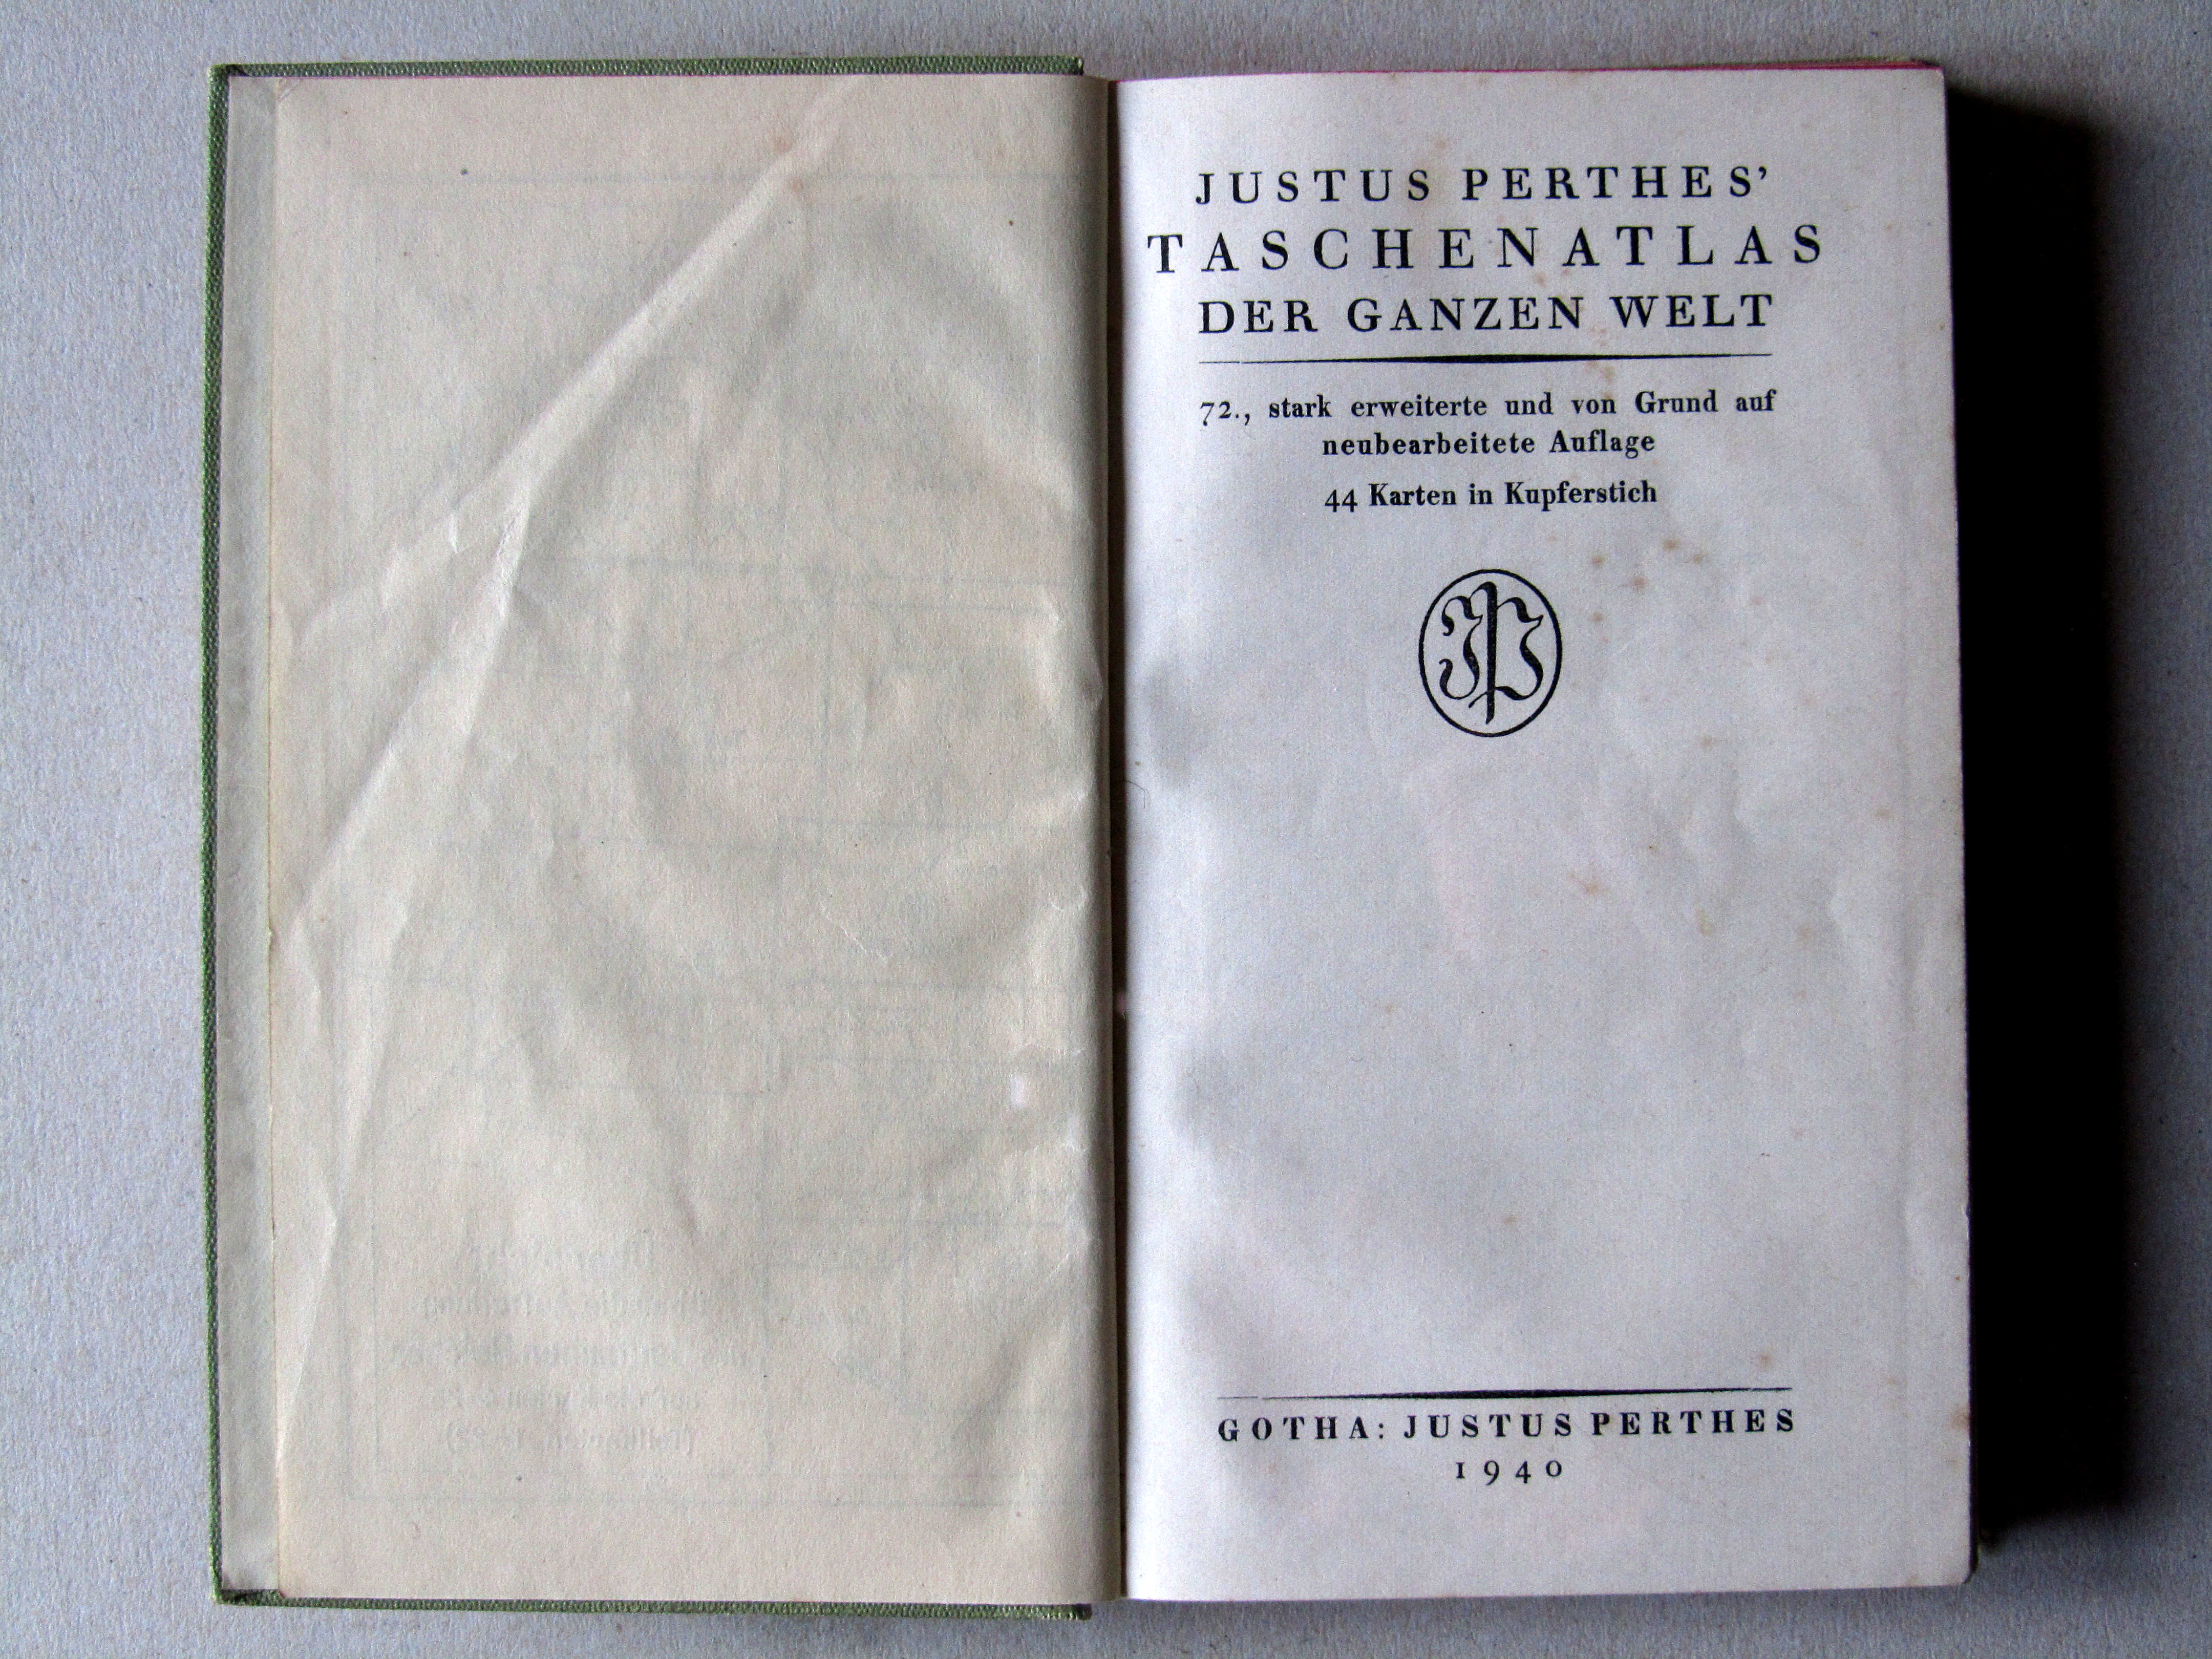 JUSTUS PERTHES’
TASCHENATLAS
DER GANZEN WELT
72., stark erweiterte und von Grund auf
neubearbeitete Auflage
44 Karten in Kupferstich
JP
GOTHA: JUSTUS PERTHES
1940